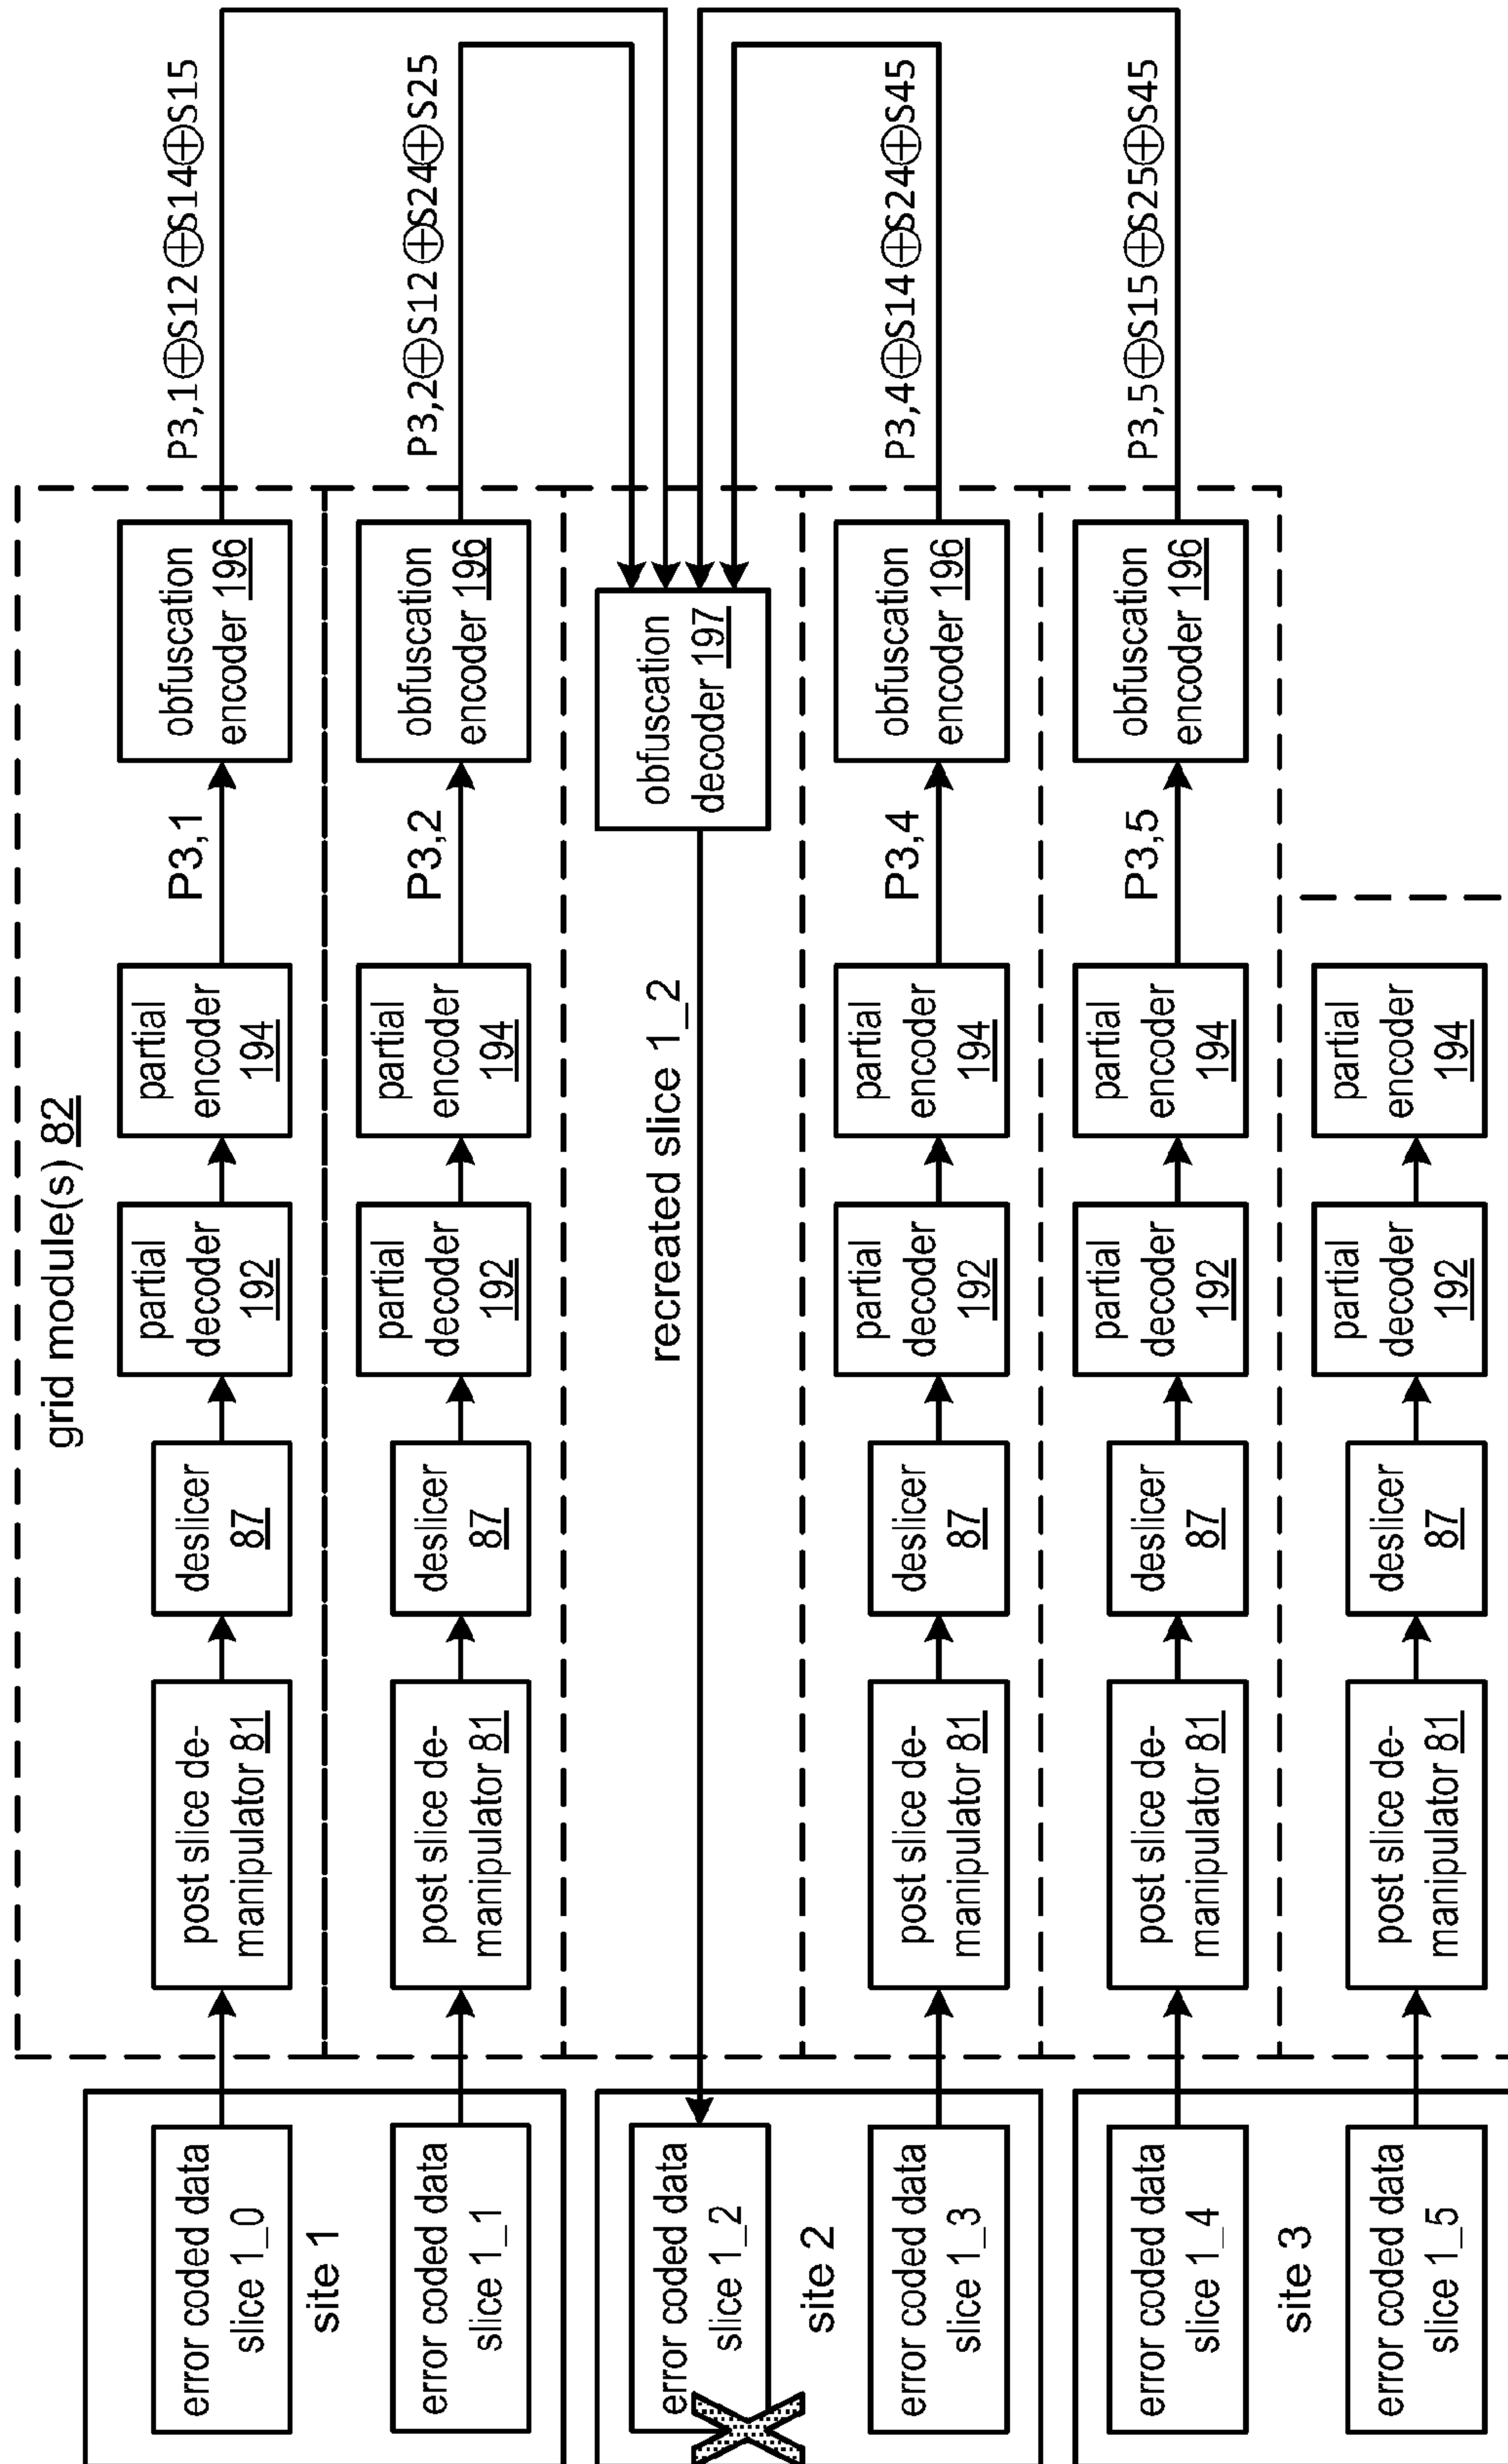 grid module(s) 82
error coded data
slice 1_0
post slice de-
manipulator 81
deslicer
87
partial
decoder
192
partial
encoder
194
P3,1
obfuscation
encoder 196
P3,1⊕S12⊕S14⊕S15
site 1
error coded data
slice 1_1
post slice de-
manipulator 81
deslicer
87
partial
decoder
192
partial
encoder
194
P3,2
obfuscation
encoder 196
P3,2⊕S12⊕S24⊕S25
error coded data
slice 1_2
recreated slice 1_2
obfuscation
decoder 197
site 2
error coded data
slice 1_3
post slice de-
manipulator 81
deslicer
87
partial
decoder
192
partial
encoder
194
P3,4
obfuscation
encoder 196
P3,4⊕S14⊕S24⊕S45
error coded data
slice 1_4
post slice de-
manipulator 81
deslicer
87
partial
decoder
192
partial
encoder
194
P3,5
obfuscation
encoder 196
P3,5⊕S15⊕S25⊕S45
site 3
error coded data
slice 1_5
post slice de-
manipulator 81
deslicer
87
partial
decoder
192
partial
encoder
194